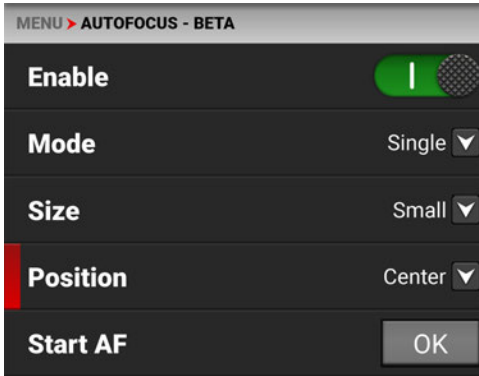 MENU > AUTOFOCUS - BETA
Enable
Mode Single
Size Small
Position Center
Start AF OK